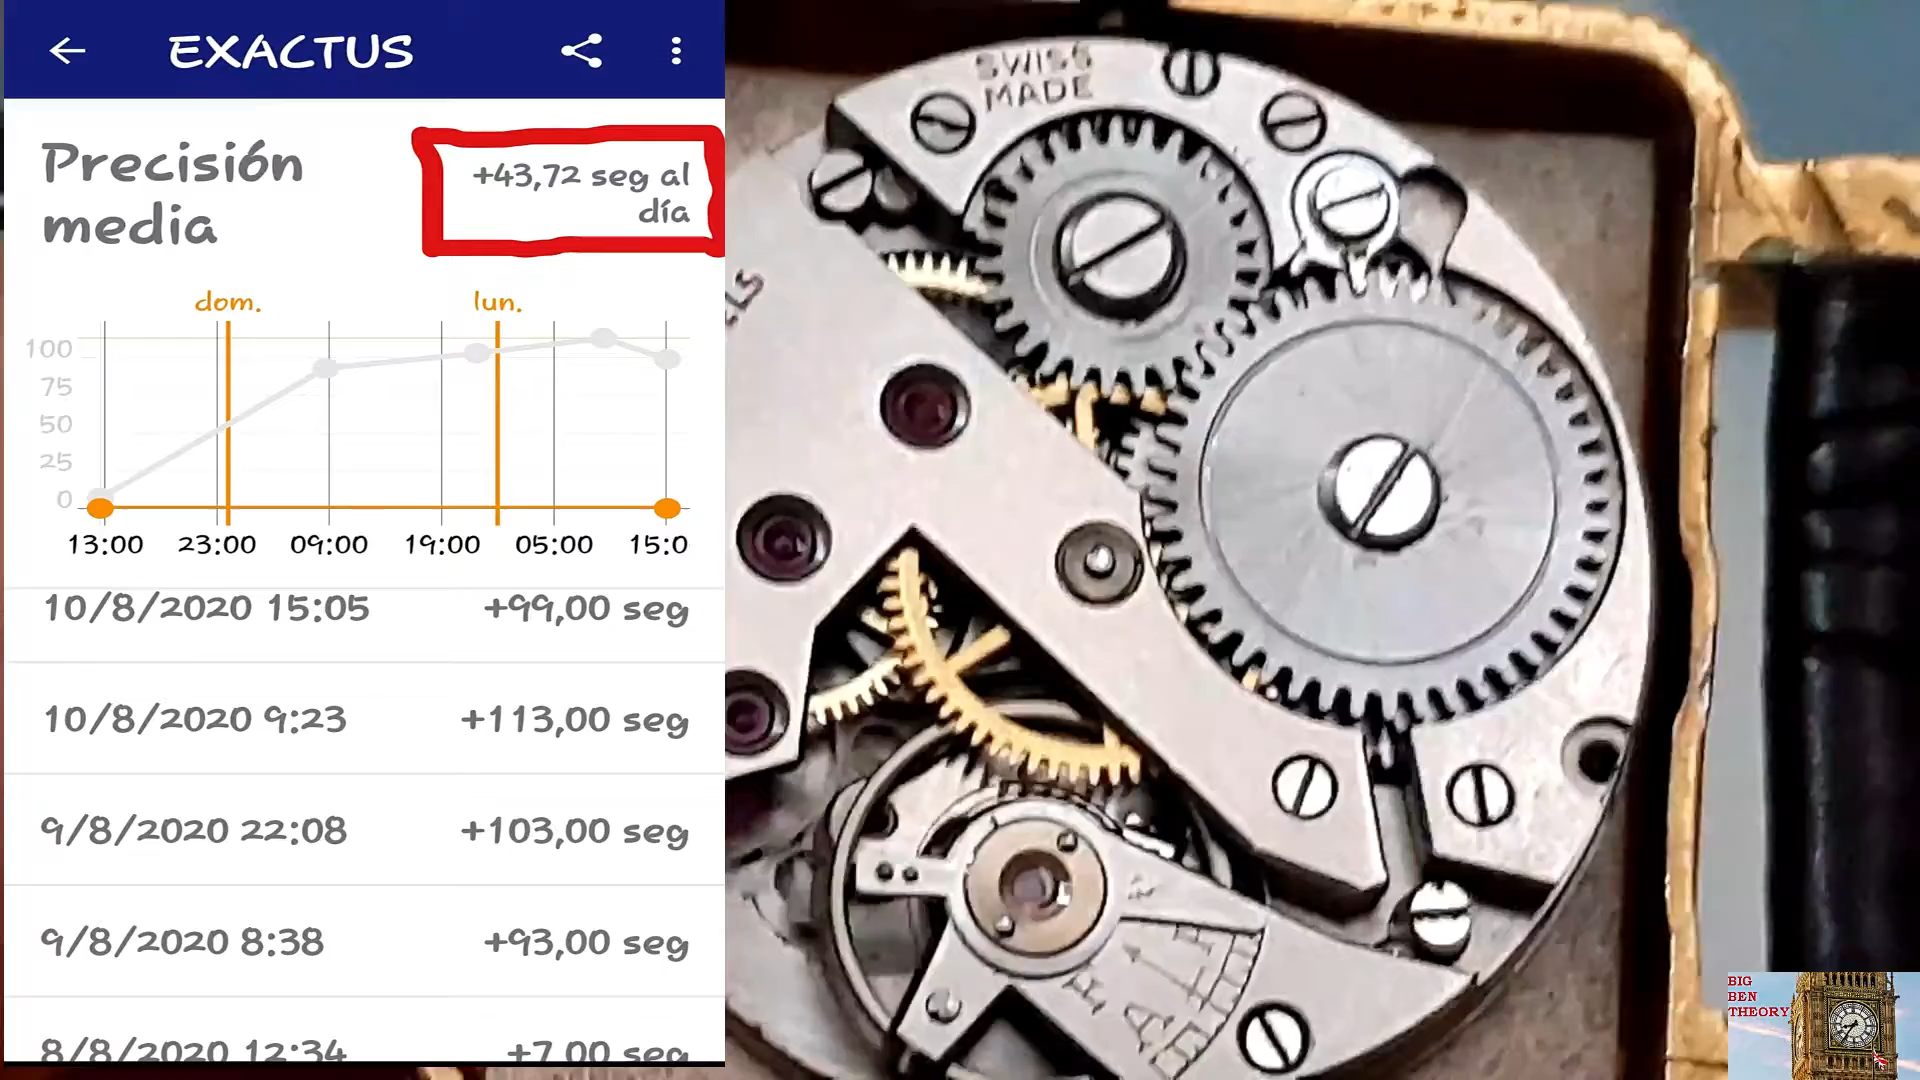 EXACTUS
Precisión
media
+43,72 seg al
día
dom.
lun.
100
75
50
25
0
13:00 23:00 09:00 19:00 05:00 15:0
10/8/2020 15:05 +99,00 seg
10/8/2020 9:23 +113,00 seg
9/8/2020 22:08 +103,00 seg
9/8/2020 8:38 +93,00 seg
8/8/2020 12:34 +7,00 seg
SWISS
MADE
BIG
BEN
THEORY